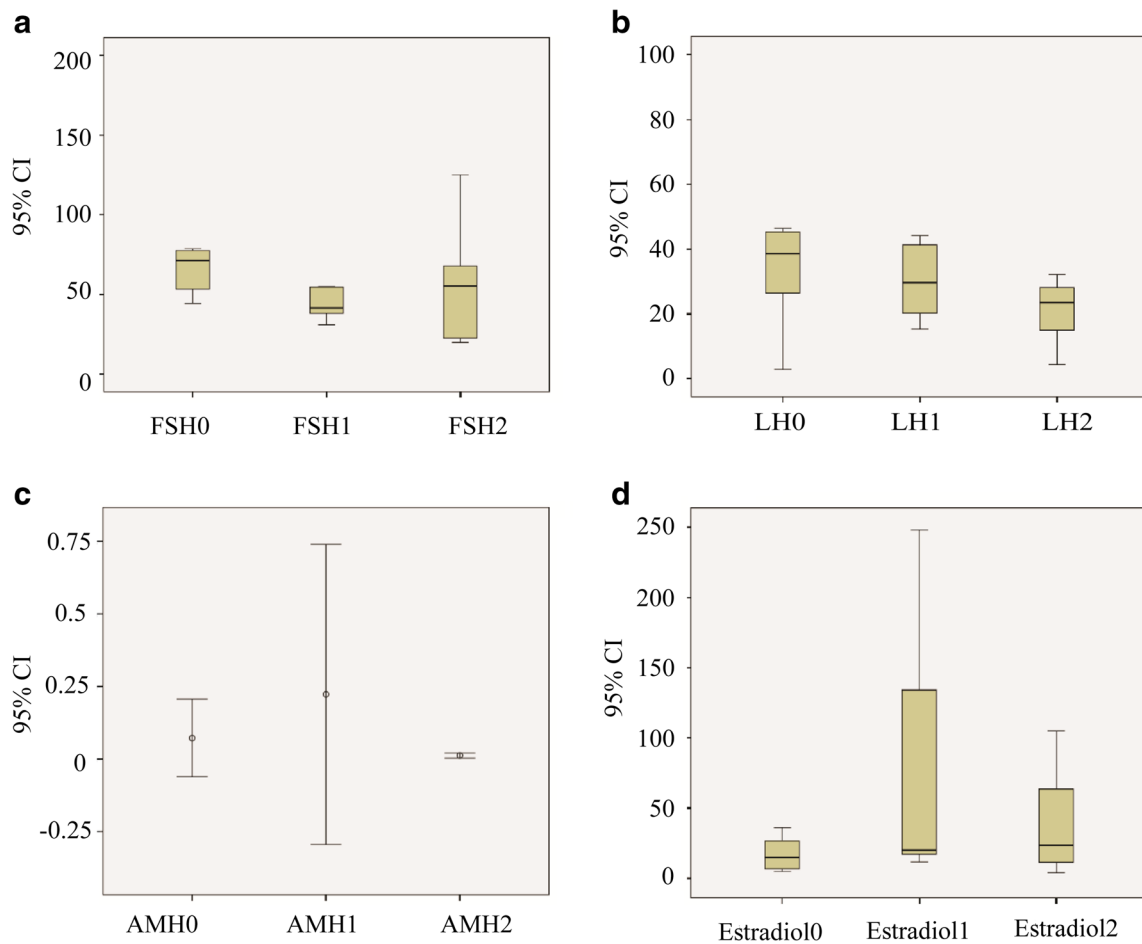 a
200
150
100
50
0
95% CI
FSH0 FSH1 FSH2
b
100
80
60
40
20
0
95% CI
LH0 LH1 LH2
c
0.75
0.5
0.25
0
-0.25
95% CI
AMH0 AMH1 AMH2
d
250
200
150
100
50
0
95% CI
Estradiol0 Estradiol1 Estradiol2